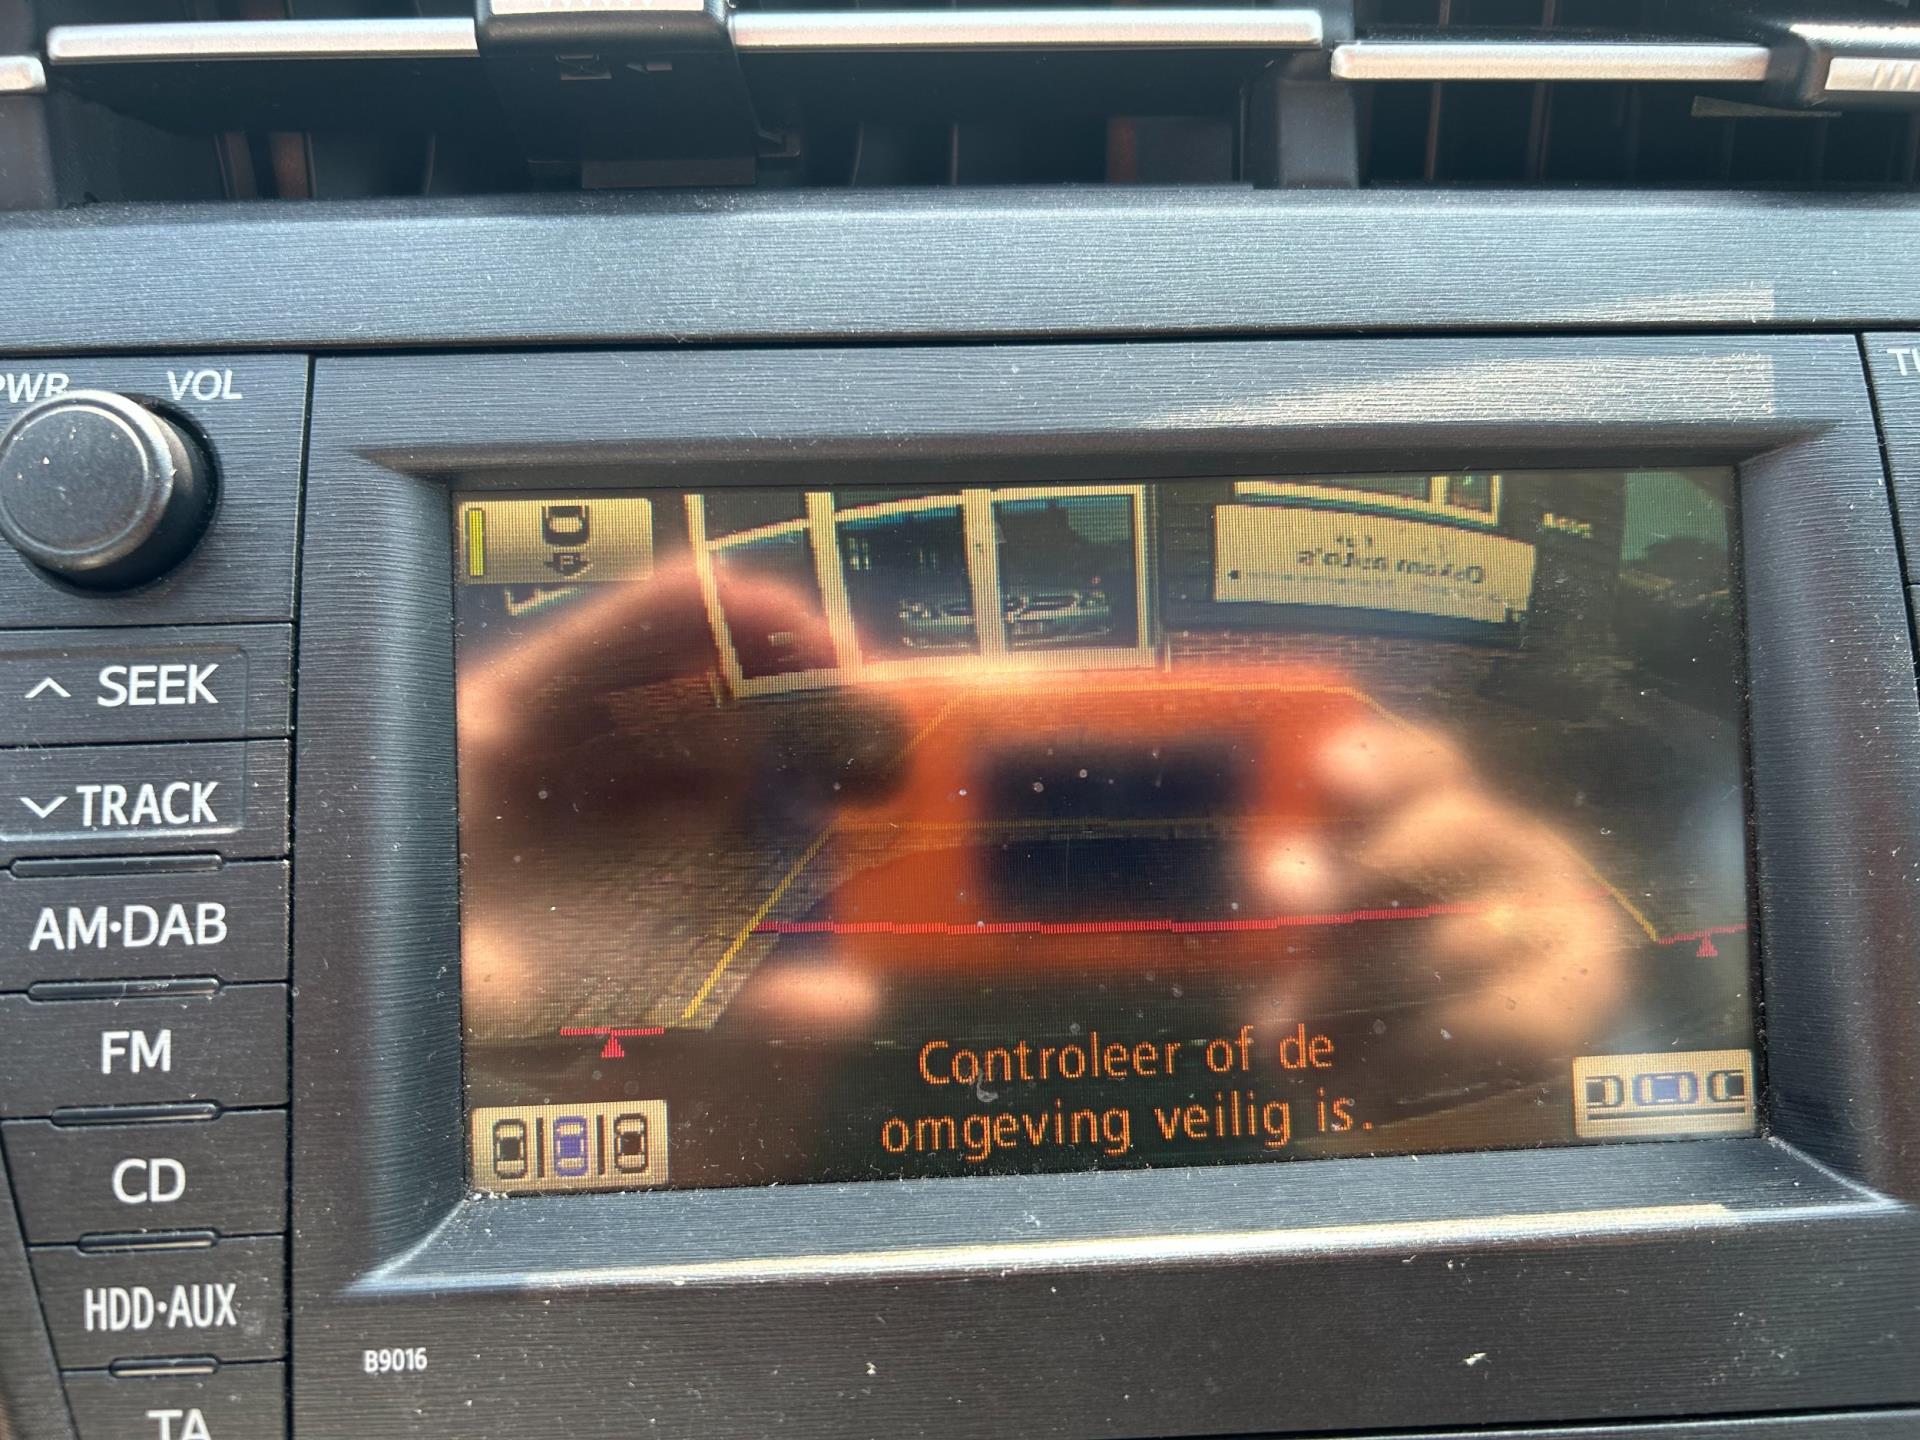 PWR
VOL
SEEK
TRACK
AM•DAB
FM
CD
HDD•AUX
TA
B9016
P
Controleer of de
omgeving veilig is.